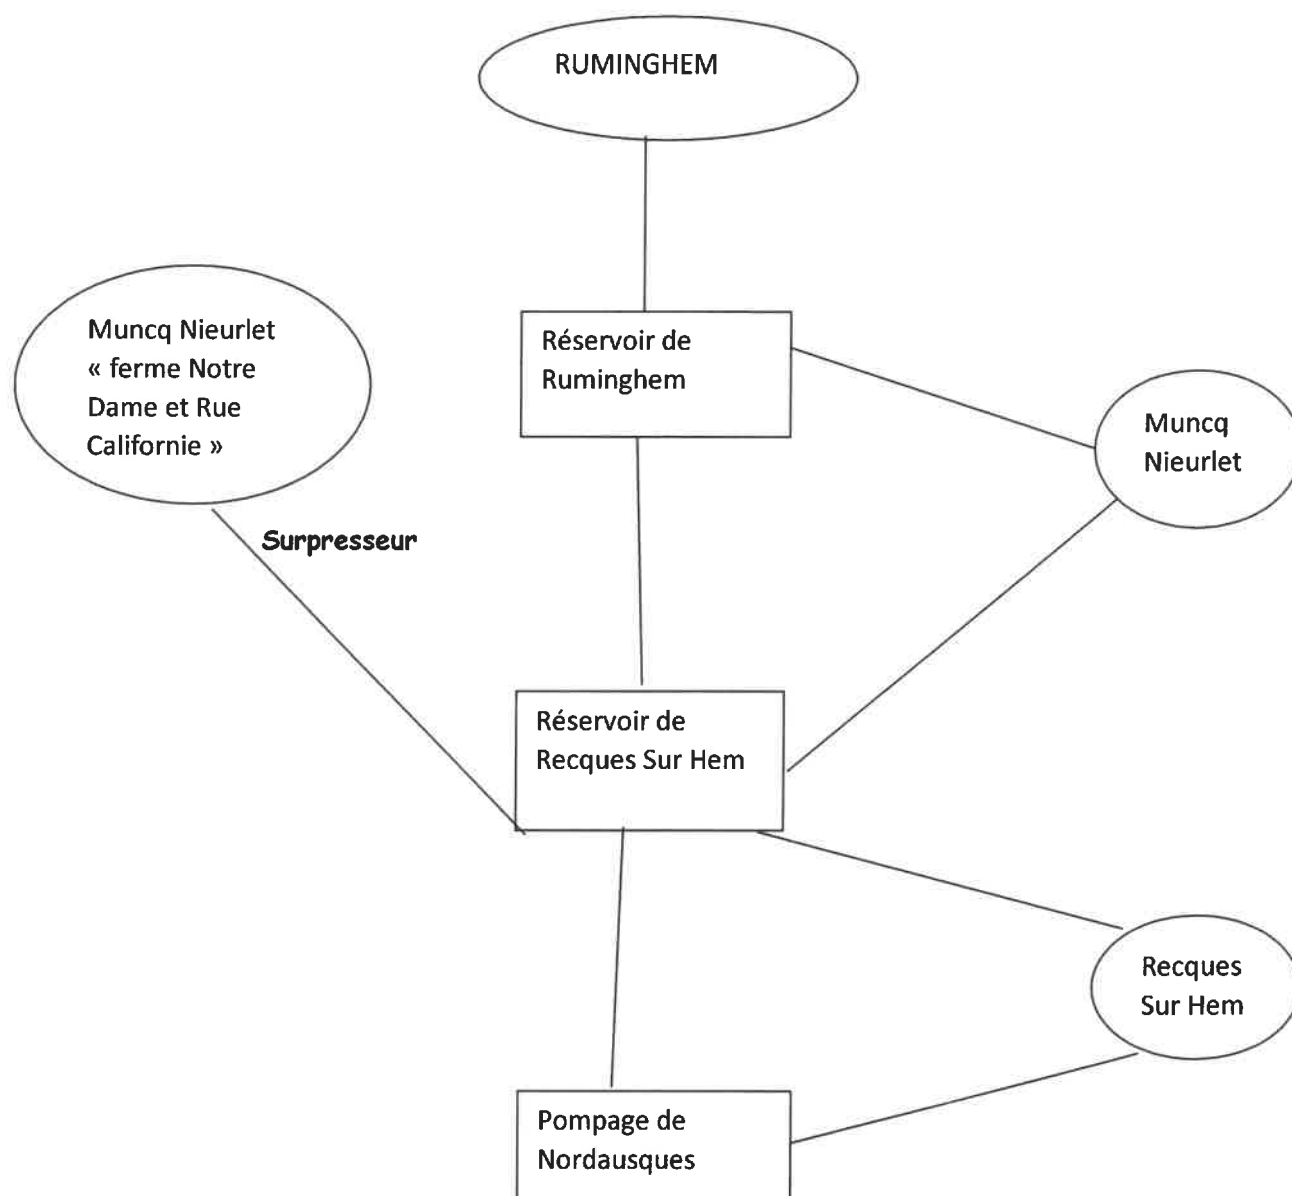 RUMINGHEM
Réservoir de
Ruminghem
Muncq Nieurlet
« ferme Notre
Dame et Rue
Californie »
Muncq
Nieurlet
Surpresseur
Réservoir de
Recques Sur Hem
Recques
Sur Hem
Pompage de
Nordausques